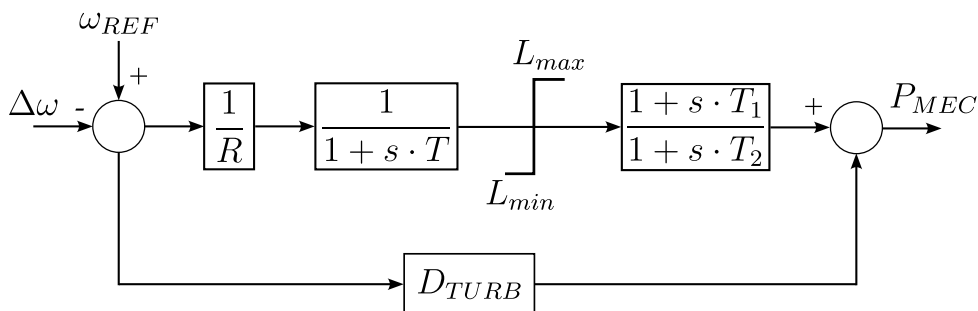 ω_REF
+
Δω -
1/R
1/(1 + s · T)
L_max
L_min
(1 + s · T_1)/(1 + s · T_2)
+
P_MEC
D_TURB